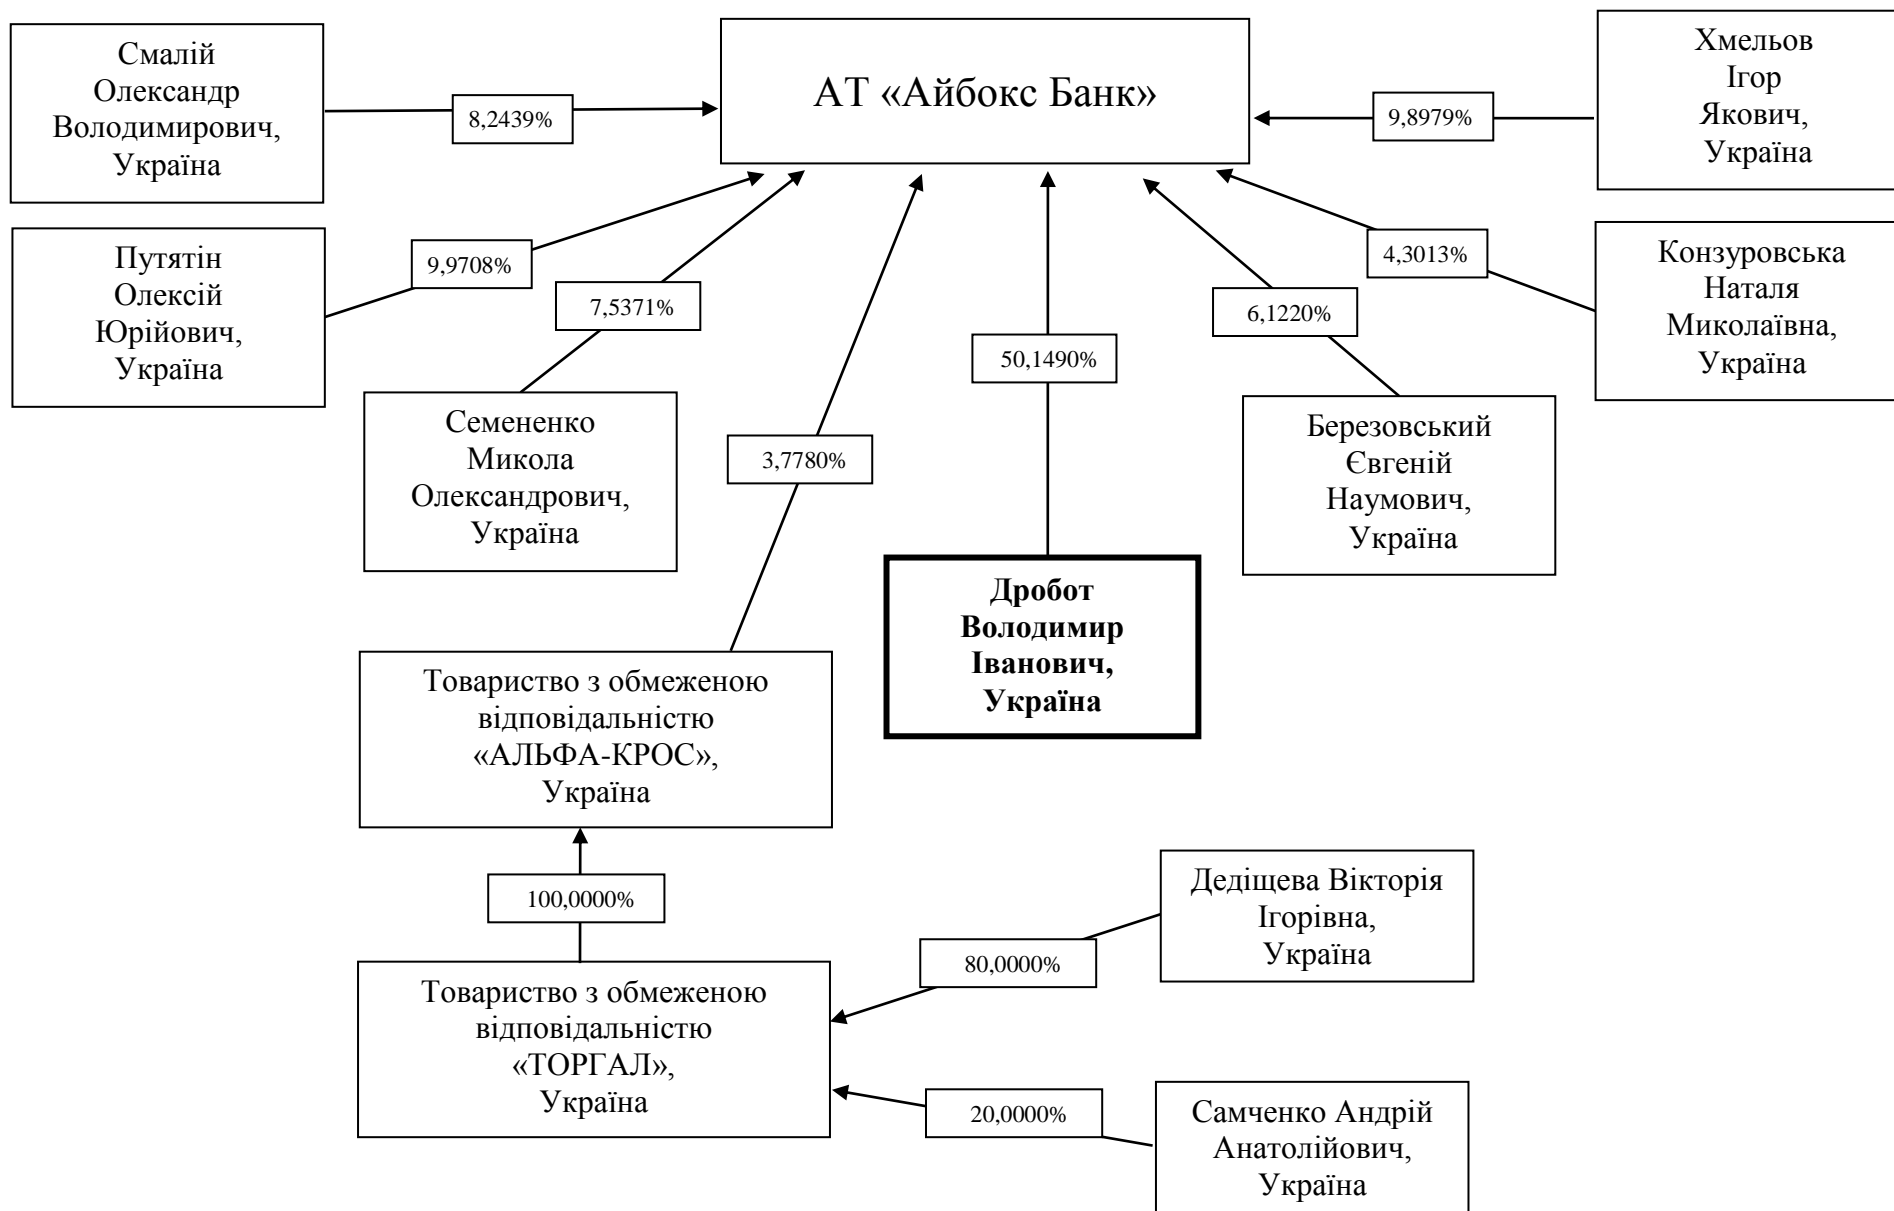 Смалій
Олександр
Володимирович,
Україна
8,2439%
АТ «Айбокс Банк»
9,8979%
Хмельов
Ігор
Якович,
Україна
Путятін
Олексій
Юрійович,
Україна
9,9708%
7,5371%
50,1490%
6,1220%
4,3013%
Конзуровська
Наталя
Миколаївна,
Україна
Семененко
Микола
Олександрович,
Україна
3,7780%
Березовський
Євгеній
Наумович,
Україна
Дробот
Володимир
Іванович,
Україна
Товариство з обмеженою
відповідальністю
«АЛЬФА-КРОС»,
Україна
100,0000%
Дедіщева Вікторія
Ігорівна,
Україна
80,0000%
Товариство з обмеженою
відповідальністю
«ТОРГАЛ»,
Україна
20,0000%
Самченко Андрій
Анатолійович,
Україна